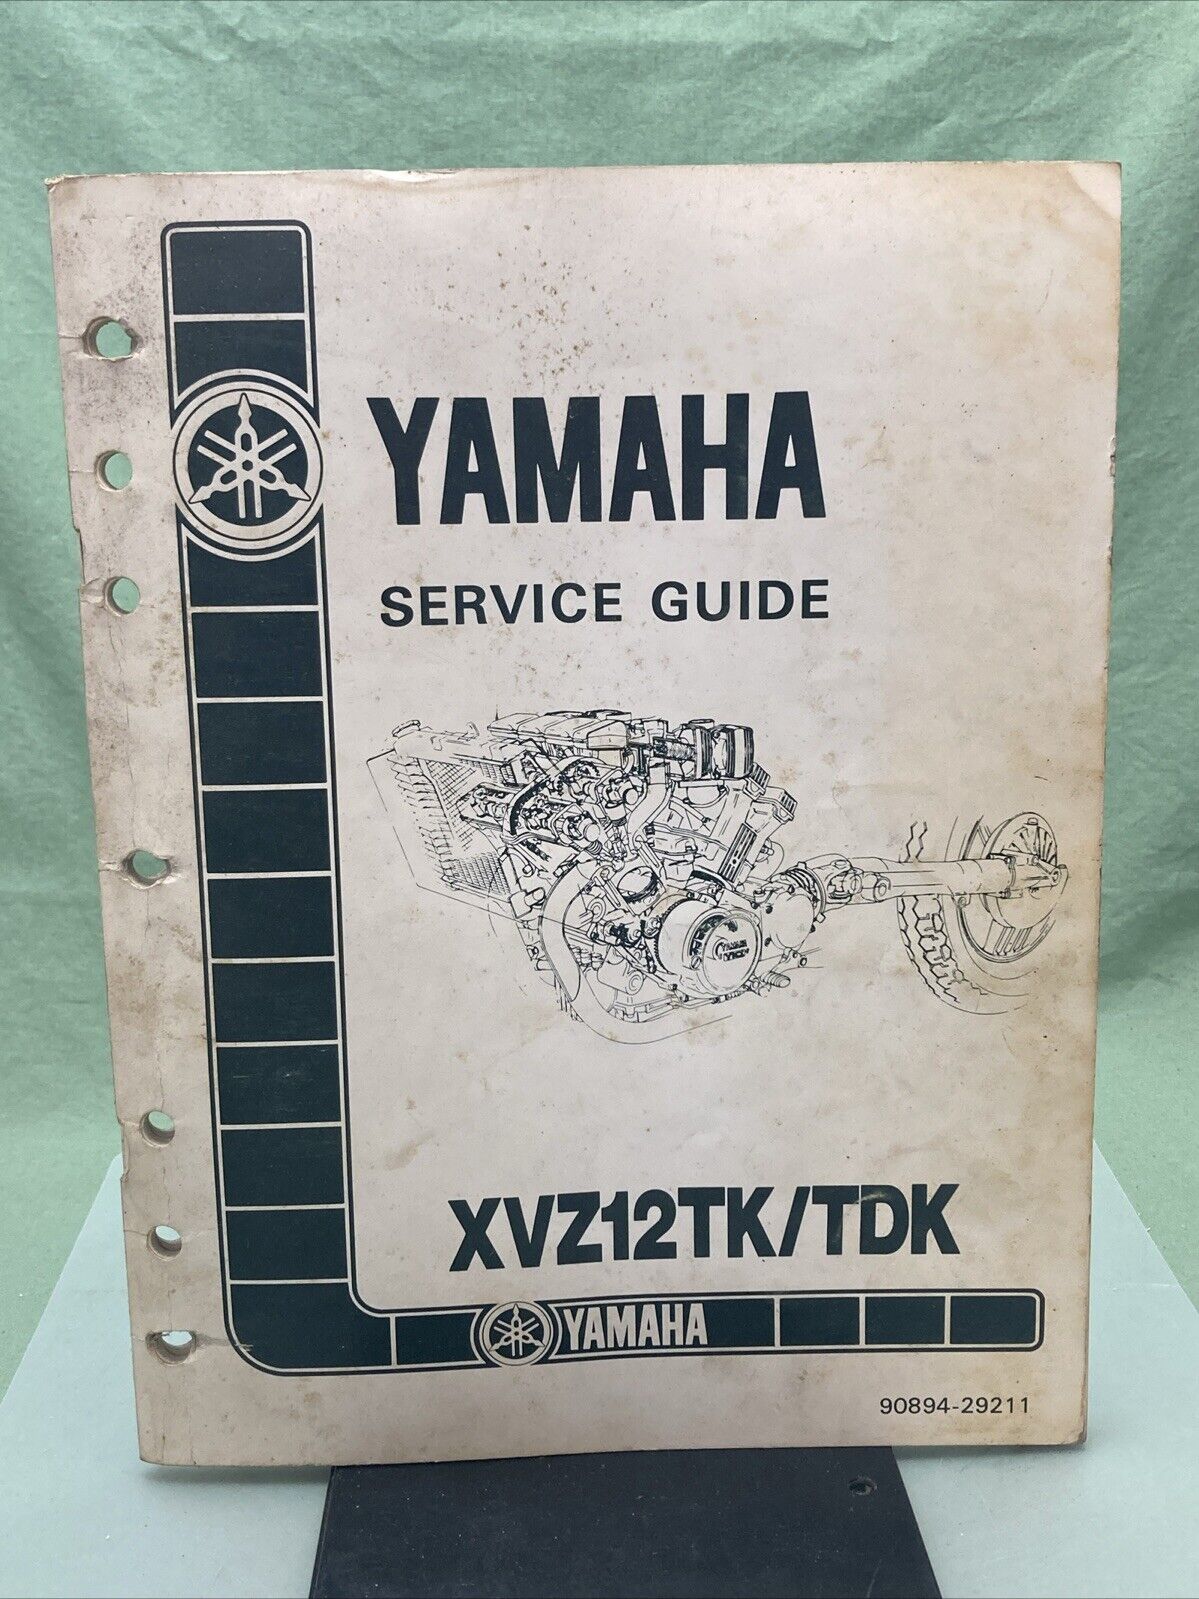 YAMAHA
SERVICE GUIDE
XVZ12TK/TDK
YAMAHA
90894-29211